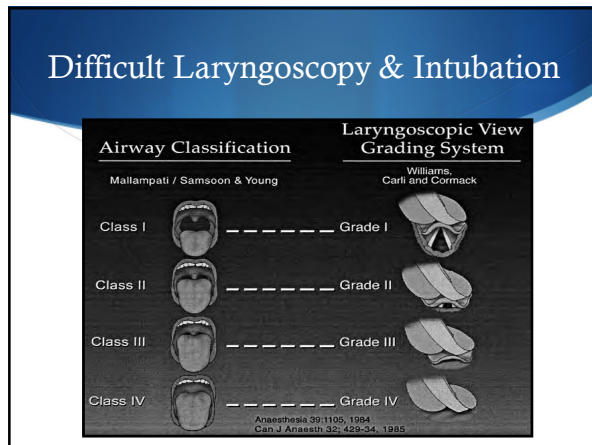 Difficult Laryngoscopy & Intubation
Airway Classification
Mallampati / Samsoon & Young
Laryngoscopic View
Grading System
Williams,
Carli and Cormack
Class I Grade I
Class II Grade II
Class III Grade III
Class IV Grade IV
Anaesthesia 39:1105, 1984
Can J Anaesth 32; 429-34, 1985